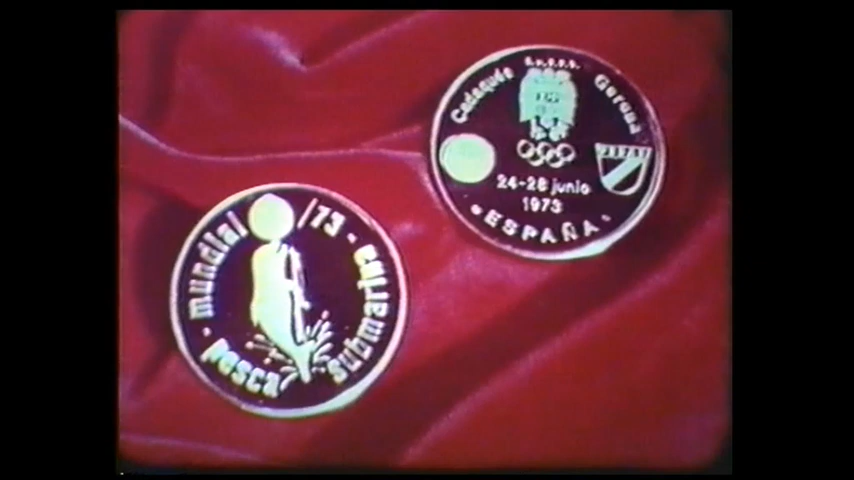 Cadaqués
Gerona
24-28 junio
1973
ESPAÑA
mundial/73
pesca submarina